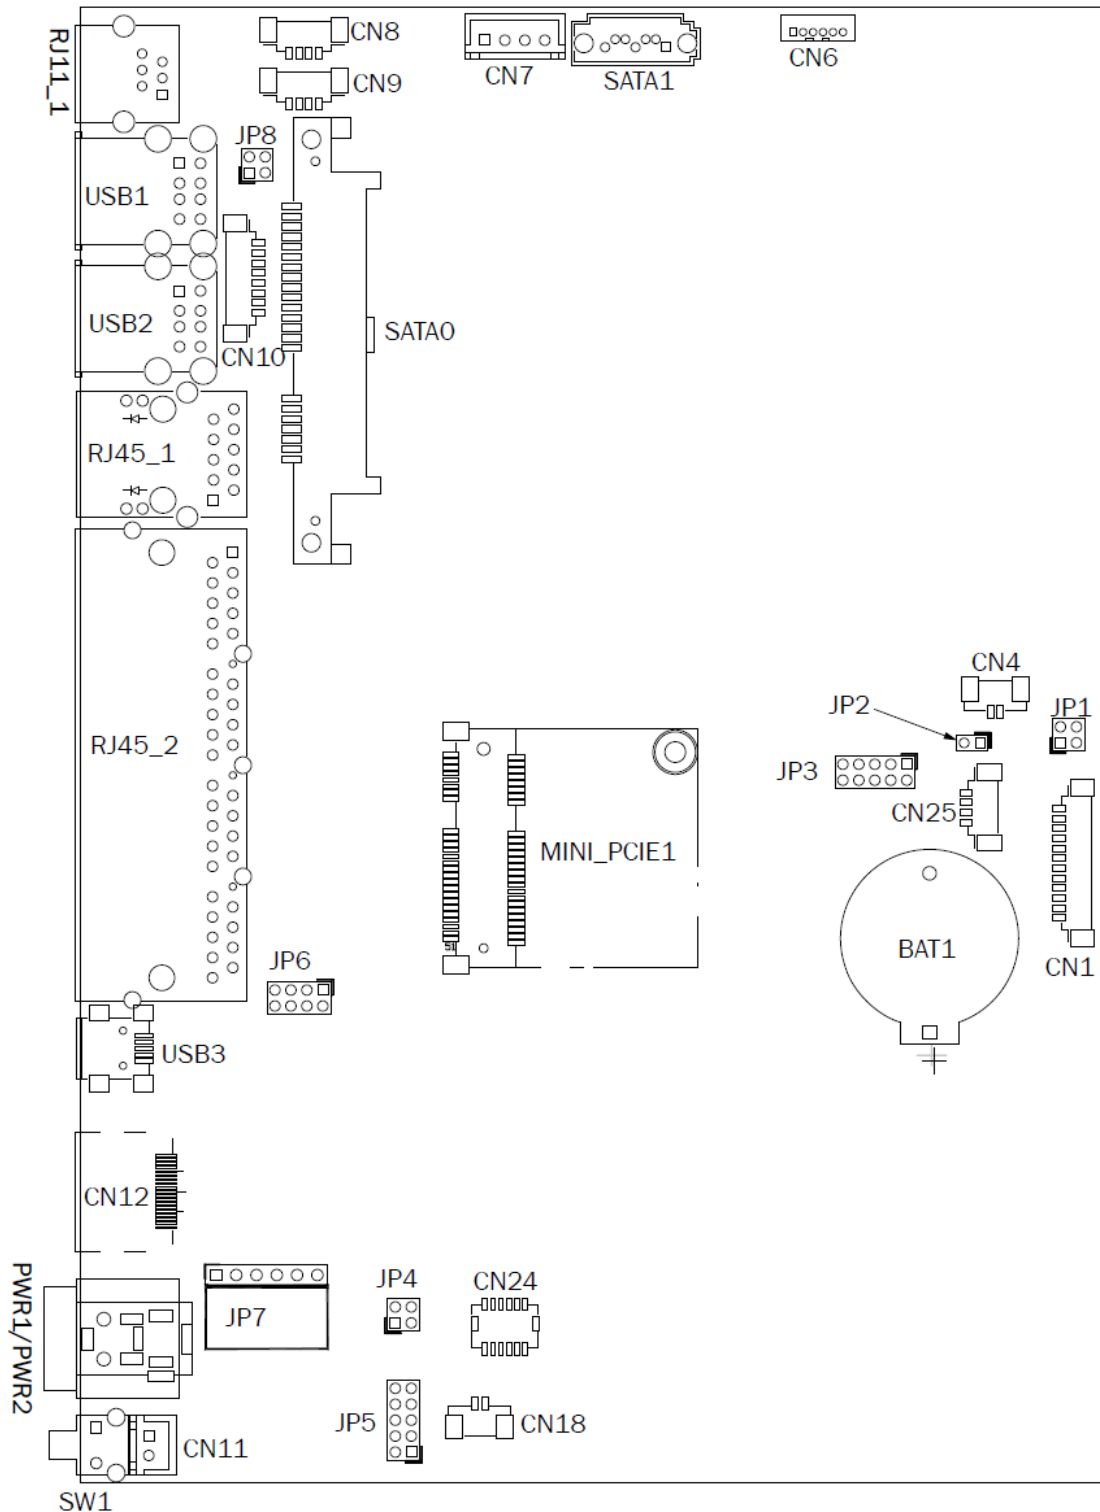 RJ11_1
CN8
CN9
CN7
SATA1
CN6
JP8
USB1
USB2
CN10
SATA0
RJ45_1
RJ45_2
CN4
JP2
JP1
JP3
CN25
MINI_PCIE1
BAT1
CN1
JP6
USB3
CN12
PWR1/PWR2
JP7
JP4
CN24
JP5
CN18
CN11
SW1